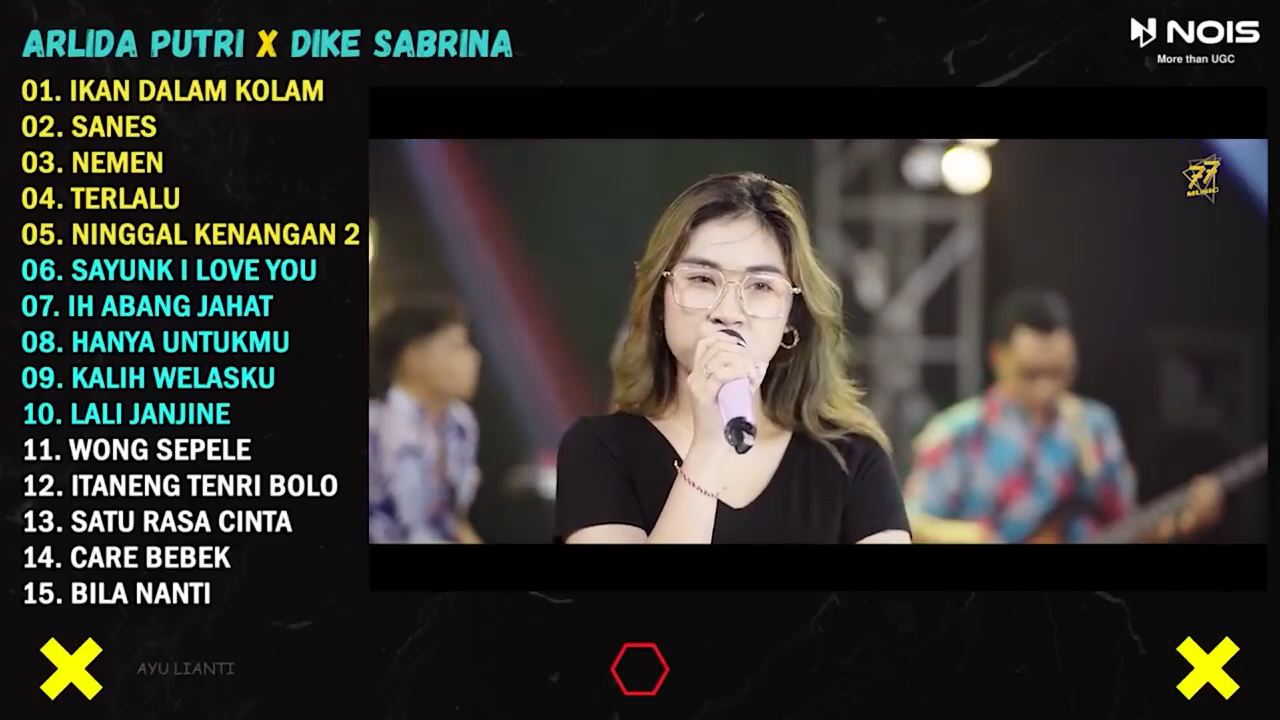 ARLIDA PUTRI X DIKE SABRINA
NOIS
More than UGC
01. IKAN DALAM KOLAM
02. SANES
03. NEMEN
04. TERLALU
05. NINGGAL KENANGAN 2
06. SAYUNK I LOVE YOU
07. IH ABANG JAHAT
08. HANYA UNTUKMU
09. KALIH WELASKU
10. LALI JANJINE
11. WONG SEPELE
12. ITANENG TENRI BOLO
13. SATU RASA CINTA
14. CARE BEBEK
15. BILA NANTI
77
MUSIC
AYU LIANTI